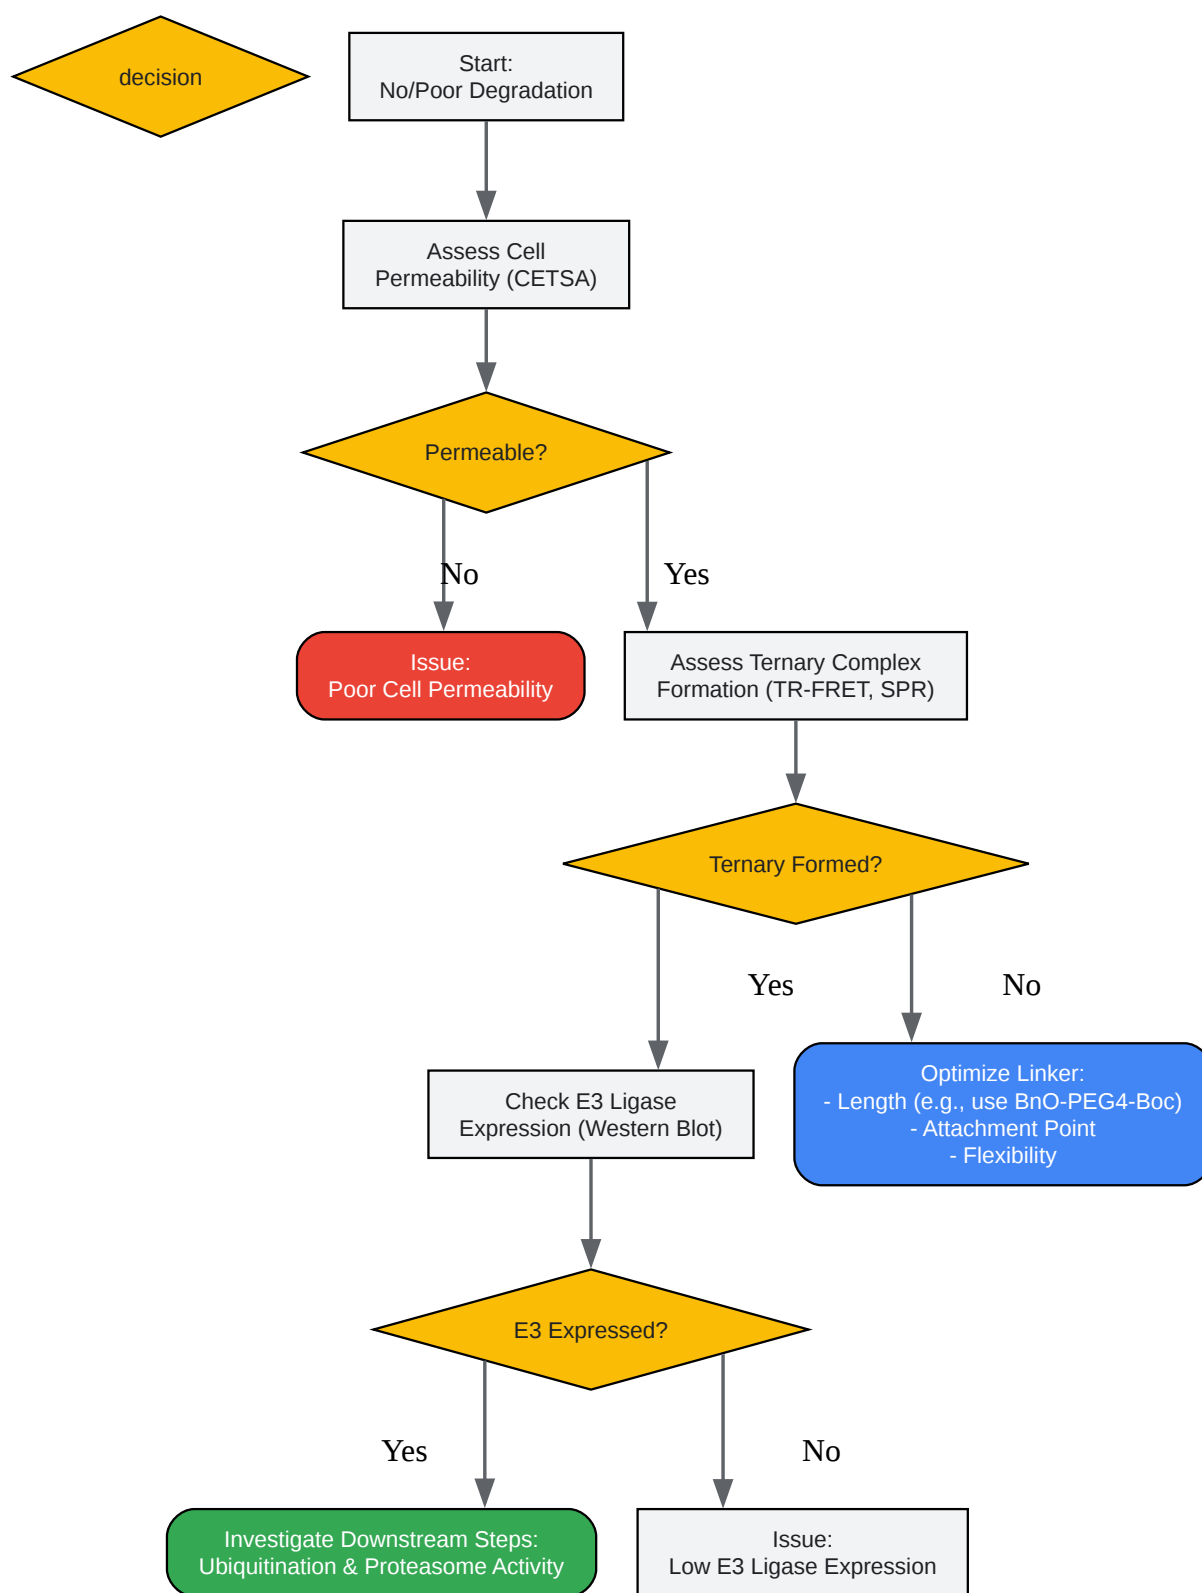 decision
Start:
No/Poor Degradation
Assess Cell
Permeability (CETSA)
Permeable?
No
Yes
Issue:
Poor Cell Permeability
Assess Ternary Complex
Formation (TR-FRET, SPR)
Ternary Formed?
Yes
No
Check E3 Ligase
Expression (Western Blot)
Optimize Linker:
- Length (e.g., use BnO-PEG4-Boc)
- Attachment Point
- Flexibility
E3 Expressed?
Yes
No
Investigate Downstream Steps:
Ubiquitination & Proteasome Activity
Issue:
Low E3 Ligase Expression